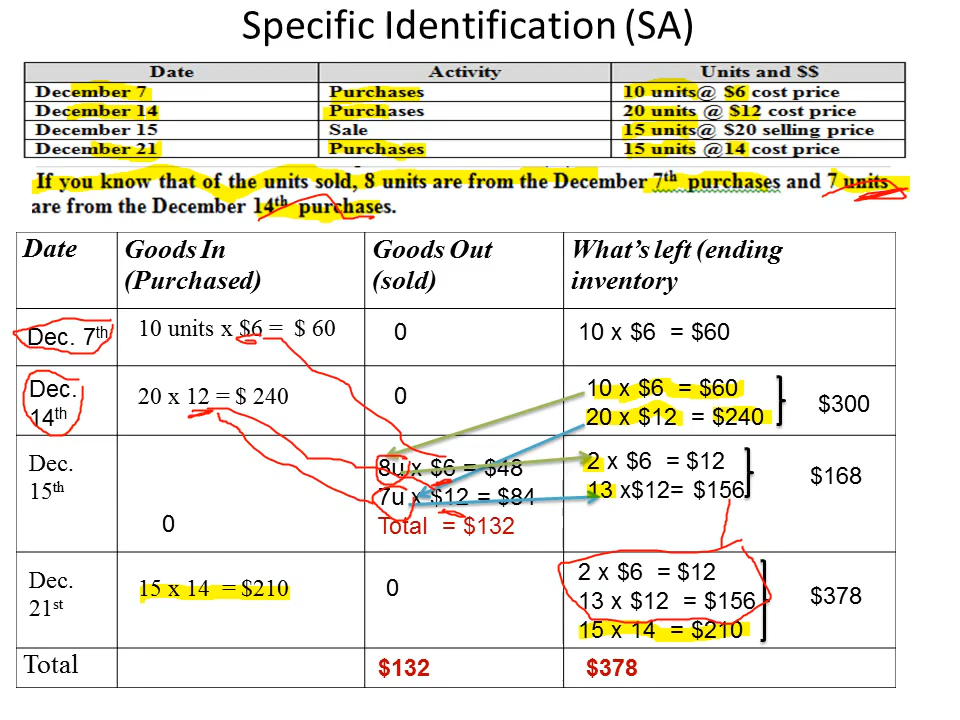 Specific Identification (SA)
Date Activity Units and $$
December 7 Purchases 10 units@ $6 cost price
December 14 Purchases 20 units @ $12 cost price
December 15 Sale 15 units@ $20 selling price
December 21 Purchases 15 units @14 cost price
If you know that of the units sold, 8 units are from the December 7th purchases and 7 units
are from the December 14th purchases.
Date Goods In Goods Out What's left (ending
(Purchased) (sold) inventory
Dec. 7th 10 units x $6 = $ 60 0 10 x $6 = $60
Dec. 20 x 12 = $ 240 0 10 x $6 = $60 $300
14th 20 x $12 = $240
Dec. 8u x $6 = $48 2 x $6 = $12 $168
15th 7u x $12 = $84 13 x$12= $156
0 Total = $132
Dec. 15 x 14 = $210 0 2 x $6 = $12 $378
21st 13 x $12 = $156
15 x 14 = $210
Total $132 $378